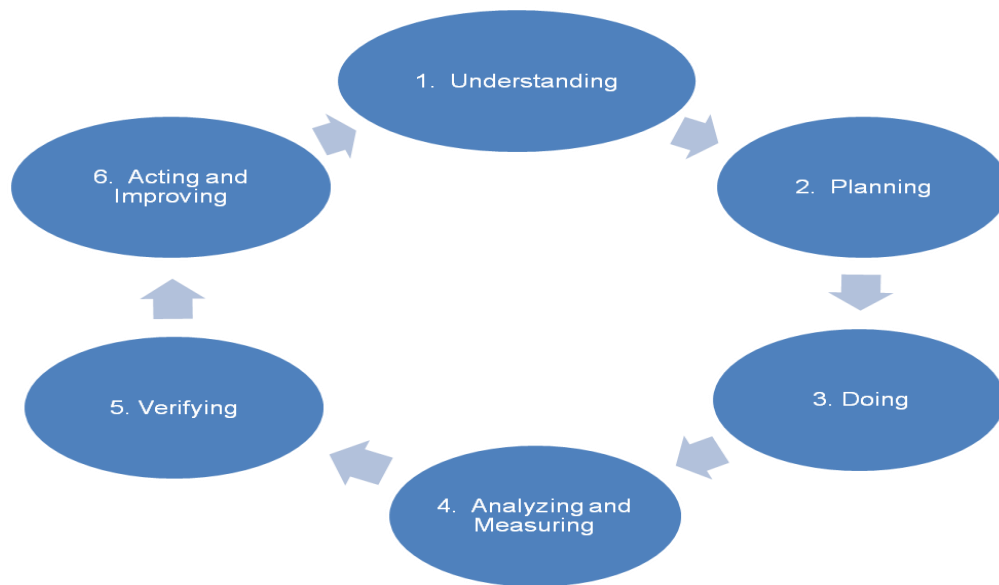 1. Understanding
2. Planning
3. Doing
4. Analyzing and
Measuring
5. Verifying
6. Acting and
Improving